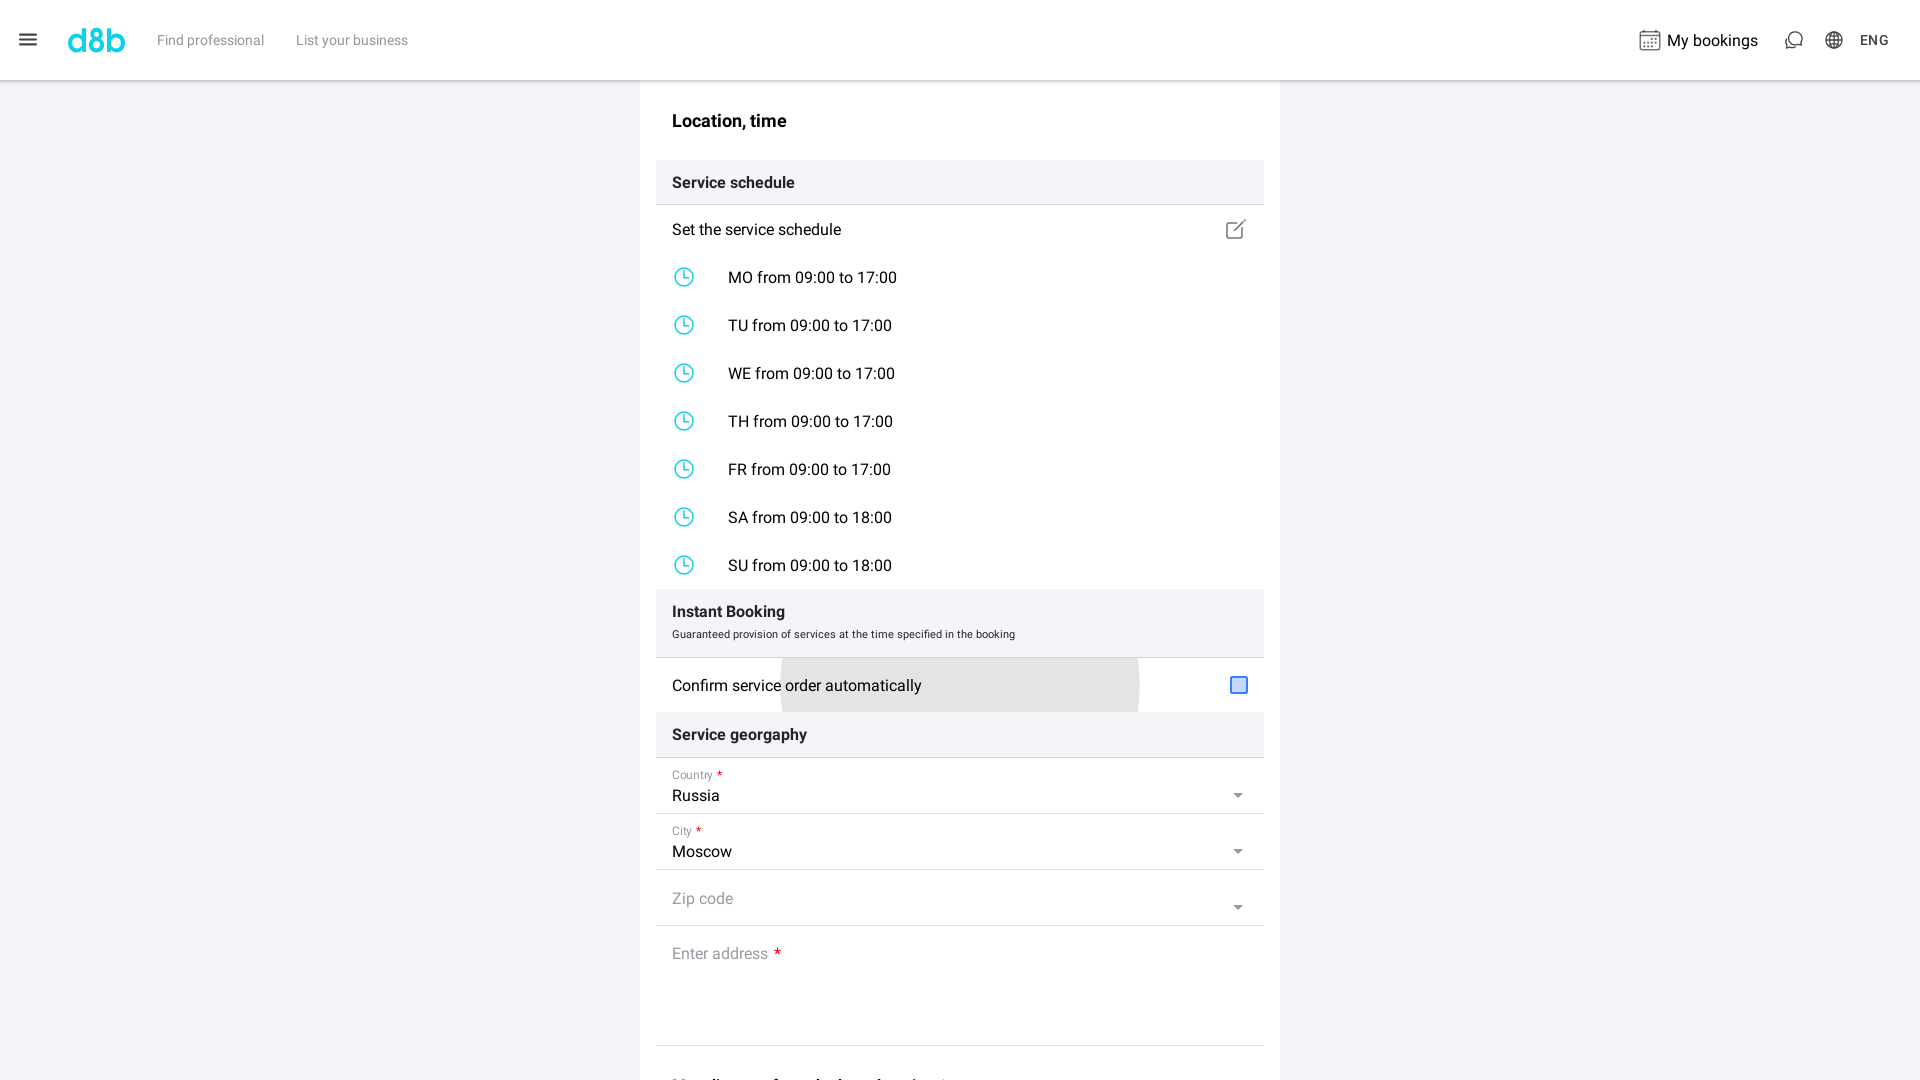 d8b
Find professional
List your business
My bookings
ENG
Location, time
Service schedule
Set the service schedule
MO from 09:00 to 17:00
TU from 09:00 to 17:00
WE from 09:00 to 17:00
TH from 09:00 to 17:00
FR from 09:00 to 17:00
SA from 09:00 to 18:00
SU from 09:00 to 18:00
Instant Booking
Guaranteed provision of services at the time specified in the booking
Confirm service order automatically
Service georgaphy
Country *
Russia
City *
Moscow
Zip code
Enter address *